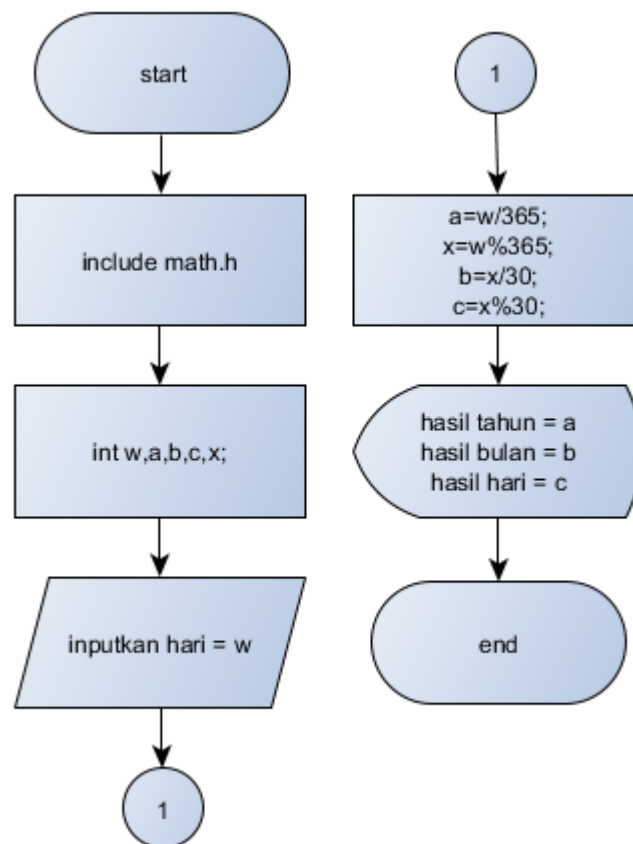 start
include math.h
int w,a,b,c,x;
inputkan hari = w
1
1
a=w/365;
x=w%365;
b=x/30;
c=x%30;
hasil tahun = a
hasil bulan = b
hasil hari = c
end